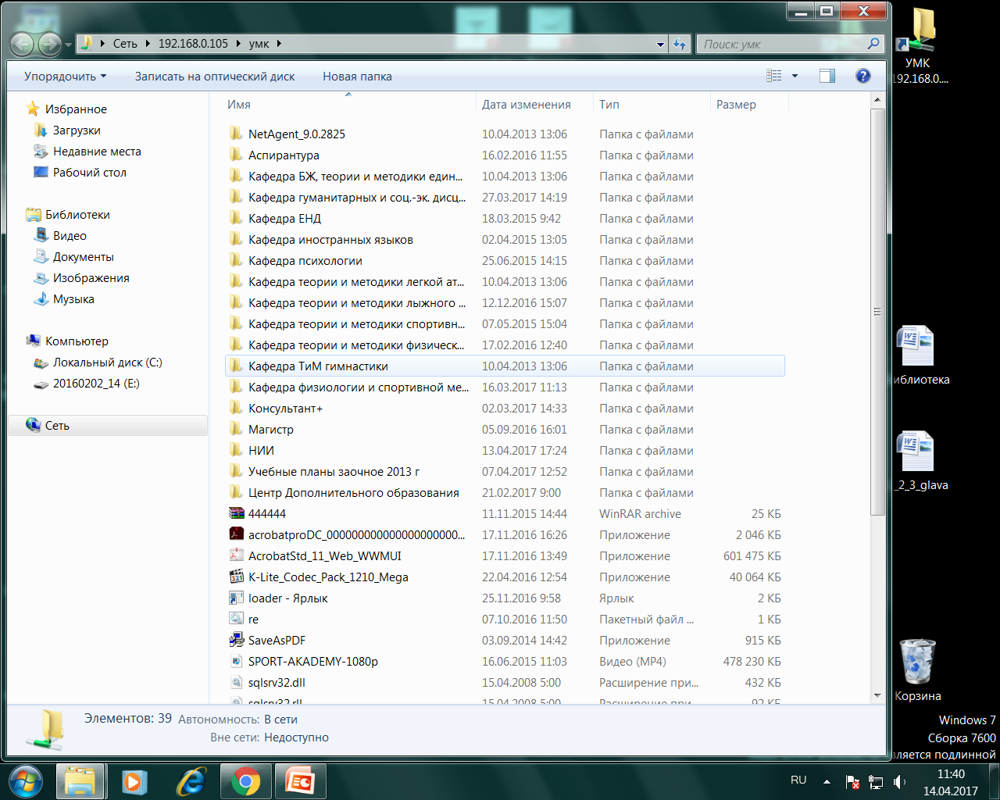 Сеть 192.168.0.105 умк
Поиск: умк
Упорядочить Записать на оптический диск Новая папка
Избранное
Загрузки
Недавние места
Рабочий стол
Библиотеки
Видео
Документы
Изображения
Музыка
Компьютер
Локальный диск (C:)
20160202_14 (E:)
Сеть
Имя Дата изменения Тип Размер
NetAgent_9.0.2825 10.04.2013 13:06 Папка с файлами
Аспирантура 16.02.2016 11:55 Папка с файлами
Кафедра БЖ, теории и методики един... 10.04.2013 13:06 Папка с файлами
Кафедра гуманитарных и соц.-эк. дисц... 27.03.2017 14:19 Папка с файлами
Кафедра ЕНД 18.03.2015 9:42 Папка с файлами
Кафедра иностранных языков 02.04.2015 13:05 Папка с файлами
Кафедра психологии 25.06.2015 14:15 Папка с файлами
Кафедра теории и методики легкой ат... 10.04.2013 13:06 Папка с файлами
Кафедра теории и методики лыжного ... 12.12.2016 15:07 Папка с файлами
Кафедра теории и методики спортивн... 07.05.2015 15:04 Папка с файлами
Кафедра теории и методики физическ... 17.02.2016 12:40 Папка с файлами
Кафедра ТиМ гимнастики 10.04.2013 13:06 Папка с файлами
Кафедра физиологии и спортивной ме... 16.03.2017 11:13 Папка с файлами
Консультант+ 02.03.2017 14:33 Папка с файлами
Магистр 05.09.2016 16:01 Папка с файлами
НИИ 13.04.2017 17:24 Папка с файлами
Учебные планы заочное 2013 г 07.04.2017 12:52 Папка с файлами
Центр Дополнительного образования 21.02.2017 9:00 Папка с файлами
444444 11.11.2015 14:44 WinRAR archive 25 КБ
acrobatproDC_000000000000000000000... 17.11.2016 16:26 Приложение 2 046 КБ
AcrobatStd_11_Web_WWMUI 17.11.2016 13:49 Приложение 601 475 КБ
K-Lite_Codec_Pack_1210_Mega 22.04.2016 12:54 Приложение 40 064 КБ
loader - Ярлык 25.11.2016 9:58 Ярлык 2 КБ
re 07.10.2016 11:50 Пакетный файл ... 1 КБ
SaveAsPDF 03.09.2014 14:42 Приложение 915 КБ
SPORT-AKADEMY-1080p 16.06.2015 11:03 Видео (MP4) 478 230 КБ
sqlsrv32.dll 15.04.2008 5:00 Расширение при... 432 КБ
sqlsrv32.rll 15.04.2008 5:00 Расширение при... 92 КБ
Элементов: 39 Автономность: В сети
Вне сети: Недоступно
УМК
192.168.0....
иблиотека
_2_3_glava
Корзина
Windows 7
Сборка 7600
вляется подлинной
RU
11:40
14.04.2017